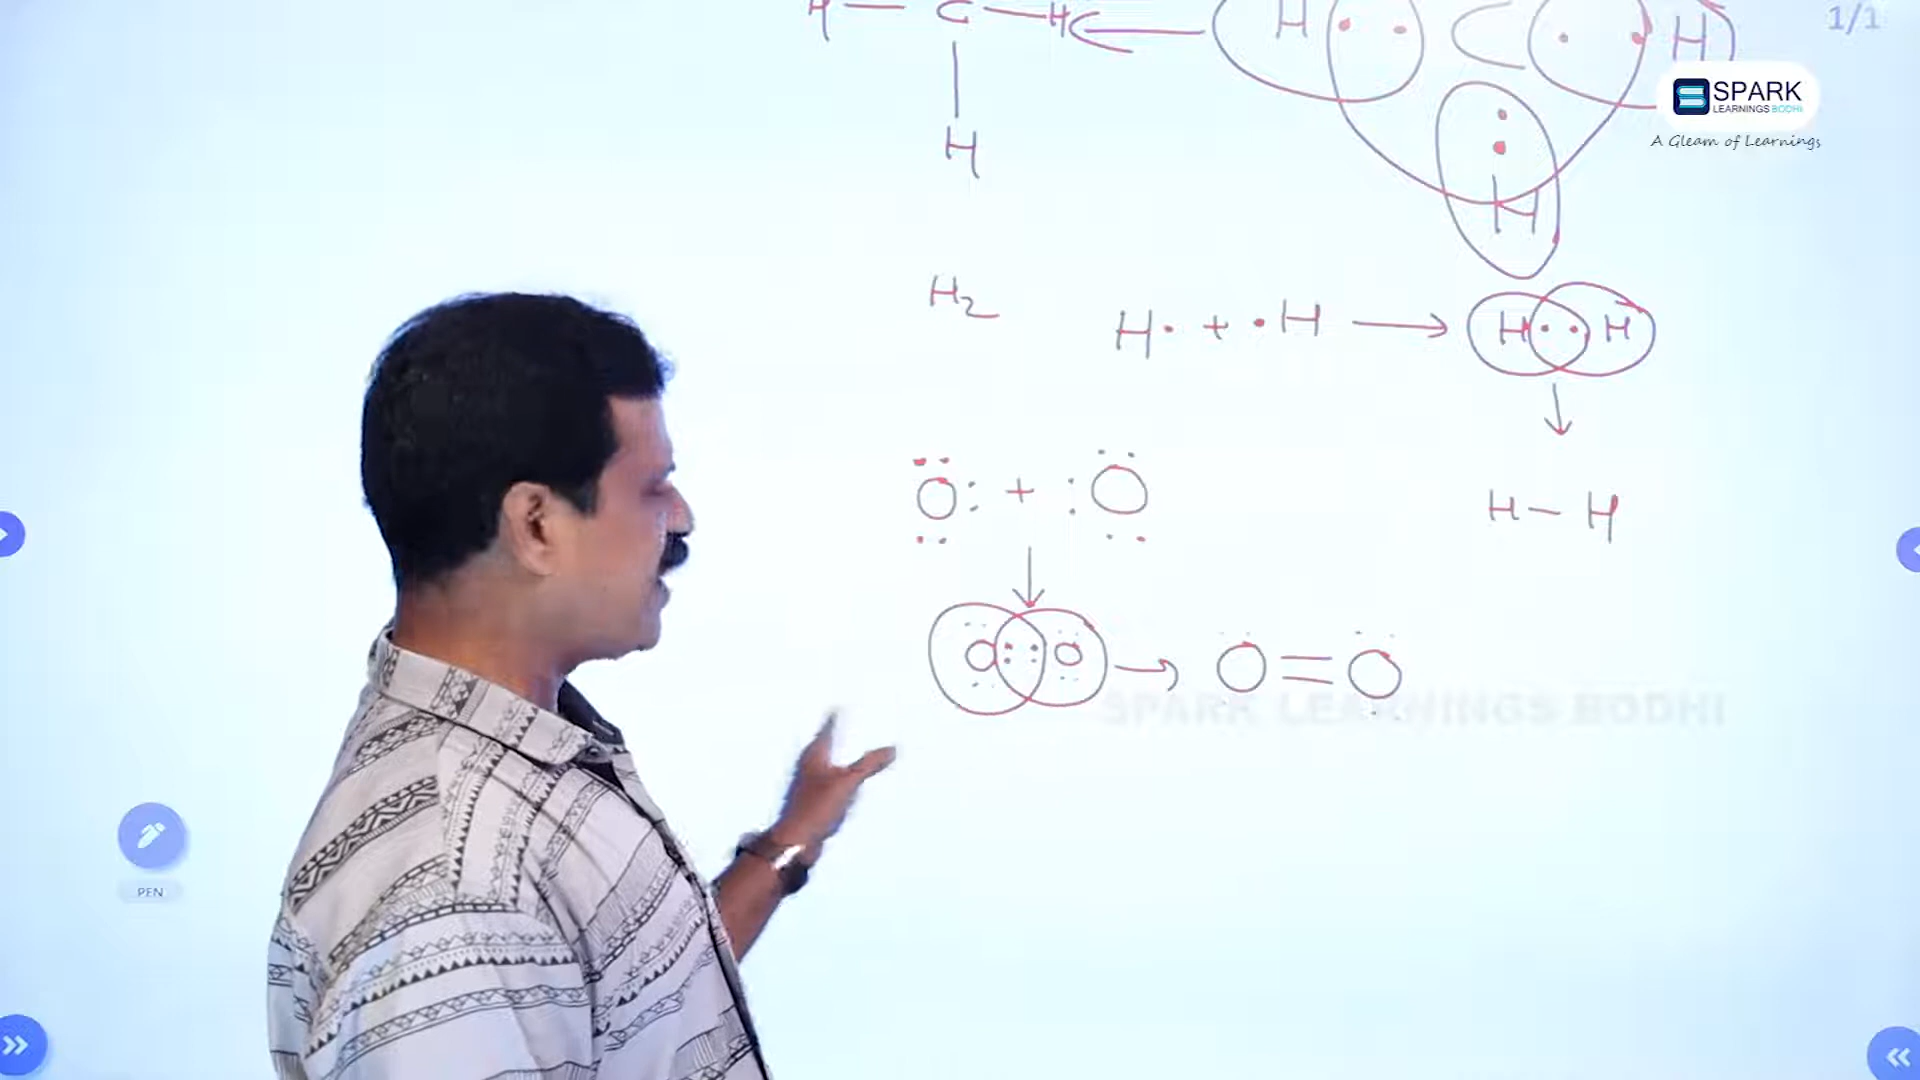 H — C — H
H C H
1/1
SPARK
LEARNINGS BODHI
A Gleam of Learnings
H
H
H₂
H· + ·H → H··H
H — H
O: + :O
O::O → O = O
SPARK LEARNINGS BODHI
PEN